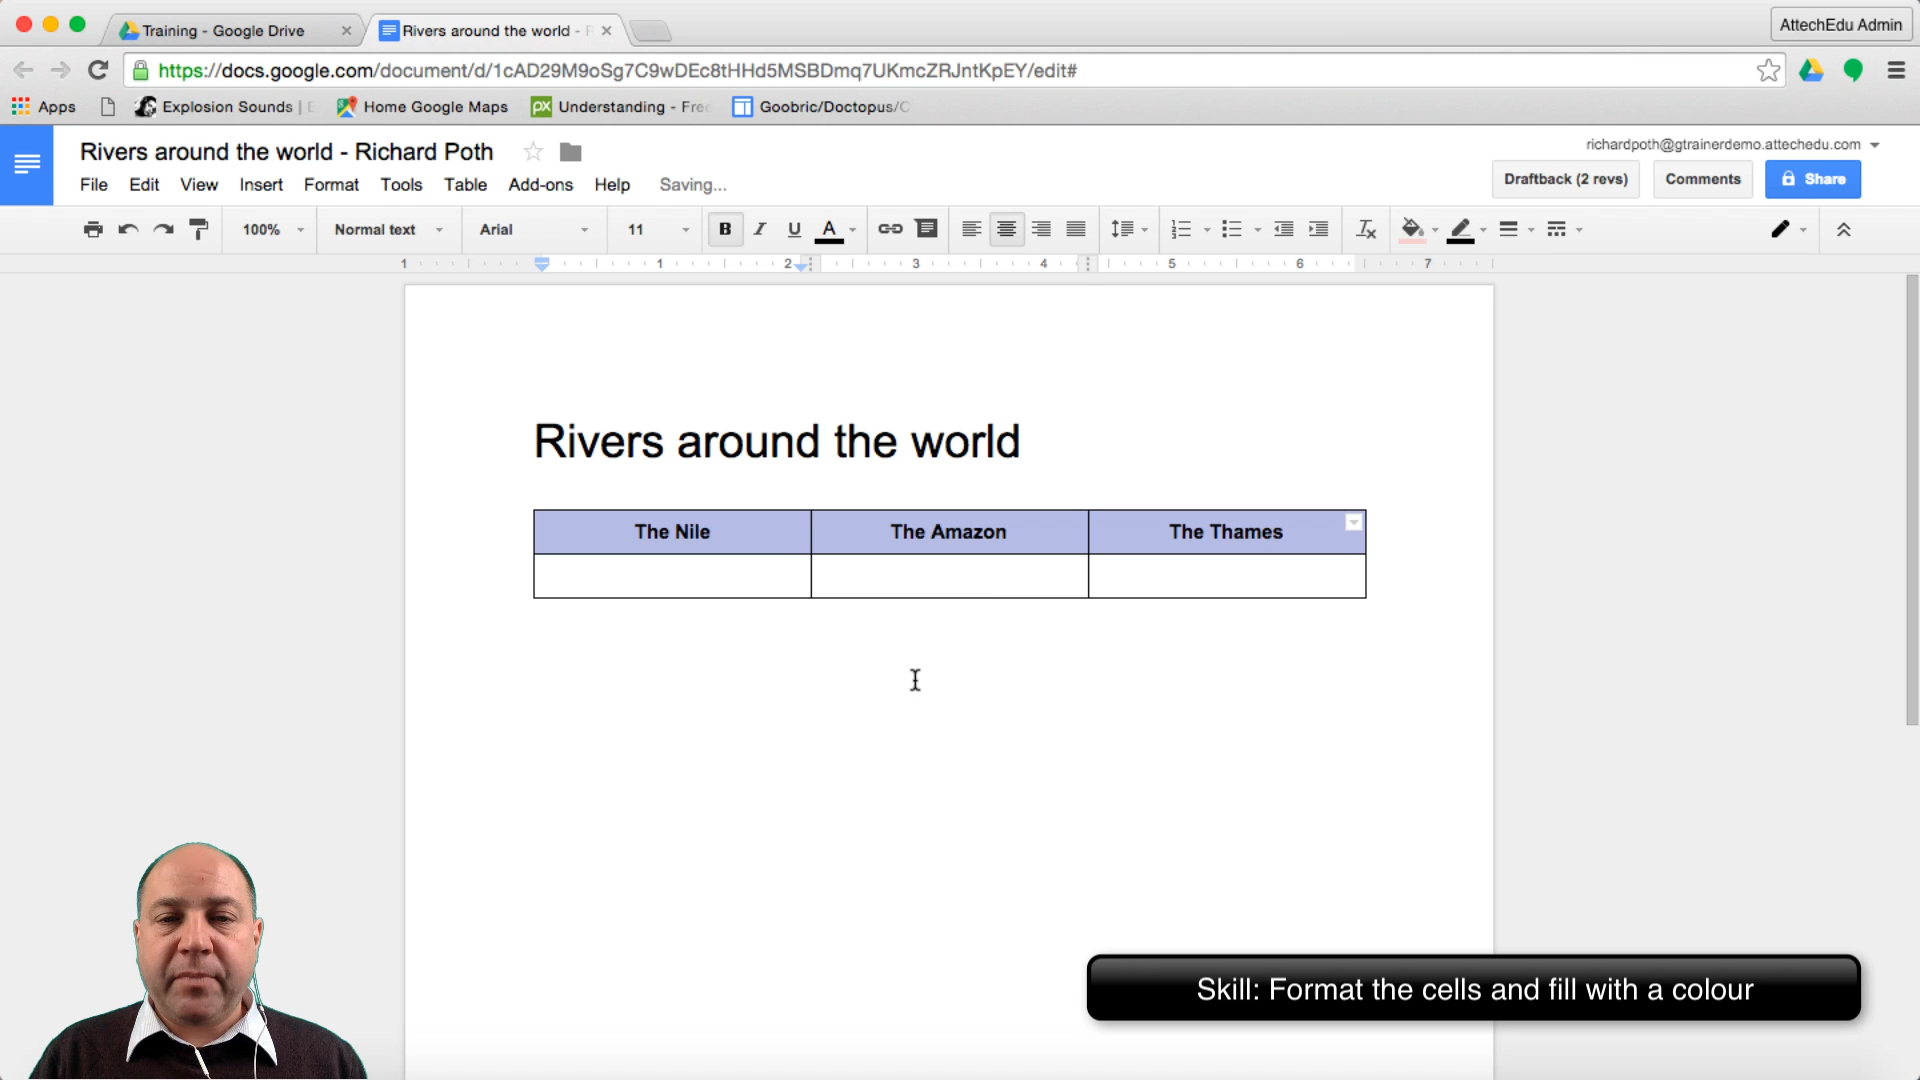 Training - Google Drive
Rivers around the world -
AttechEdu Admin
https://docs.google.com/document/d/1cAD29M9oSg7C9wDEc8tHHd5MSBDmq7UKmcZRJntKpEY/edit#
Apps
Explosion Sounds |
Home Google Maps
Understanding - Free
Goobric/Doctopus/
Rivers around the world - Richard Poth
richardpoth@gtrainerdemo.attechedu.com
File Edit View Insert Format Tools Table Add-ons Help Saving...
Draftback (2 revs) Comments Share
100% Normal text Arial 11 B I U A
1 1 2 3 4 5 6 7
Rivers around the world
The Nile The Amazon The Thames
Skill: Format the cells and fill with a colour